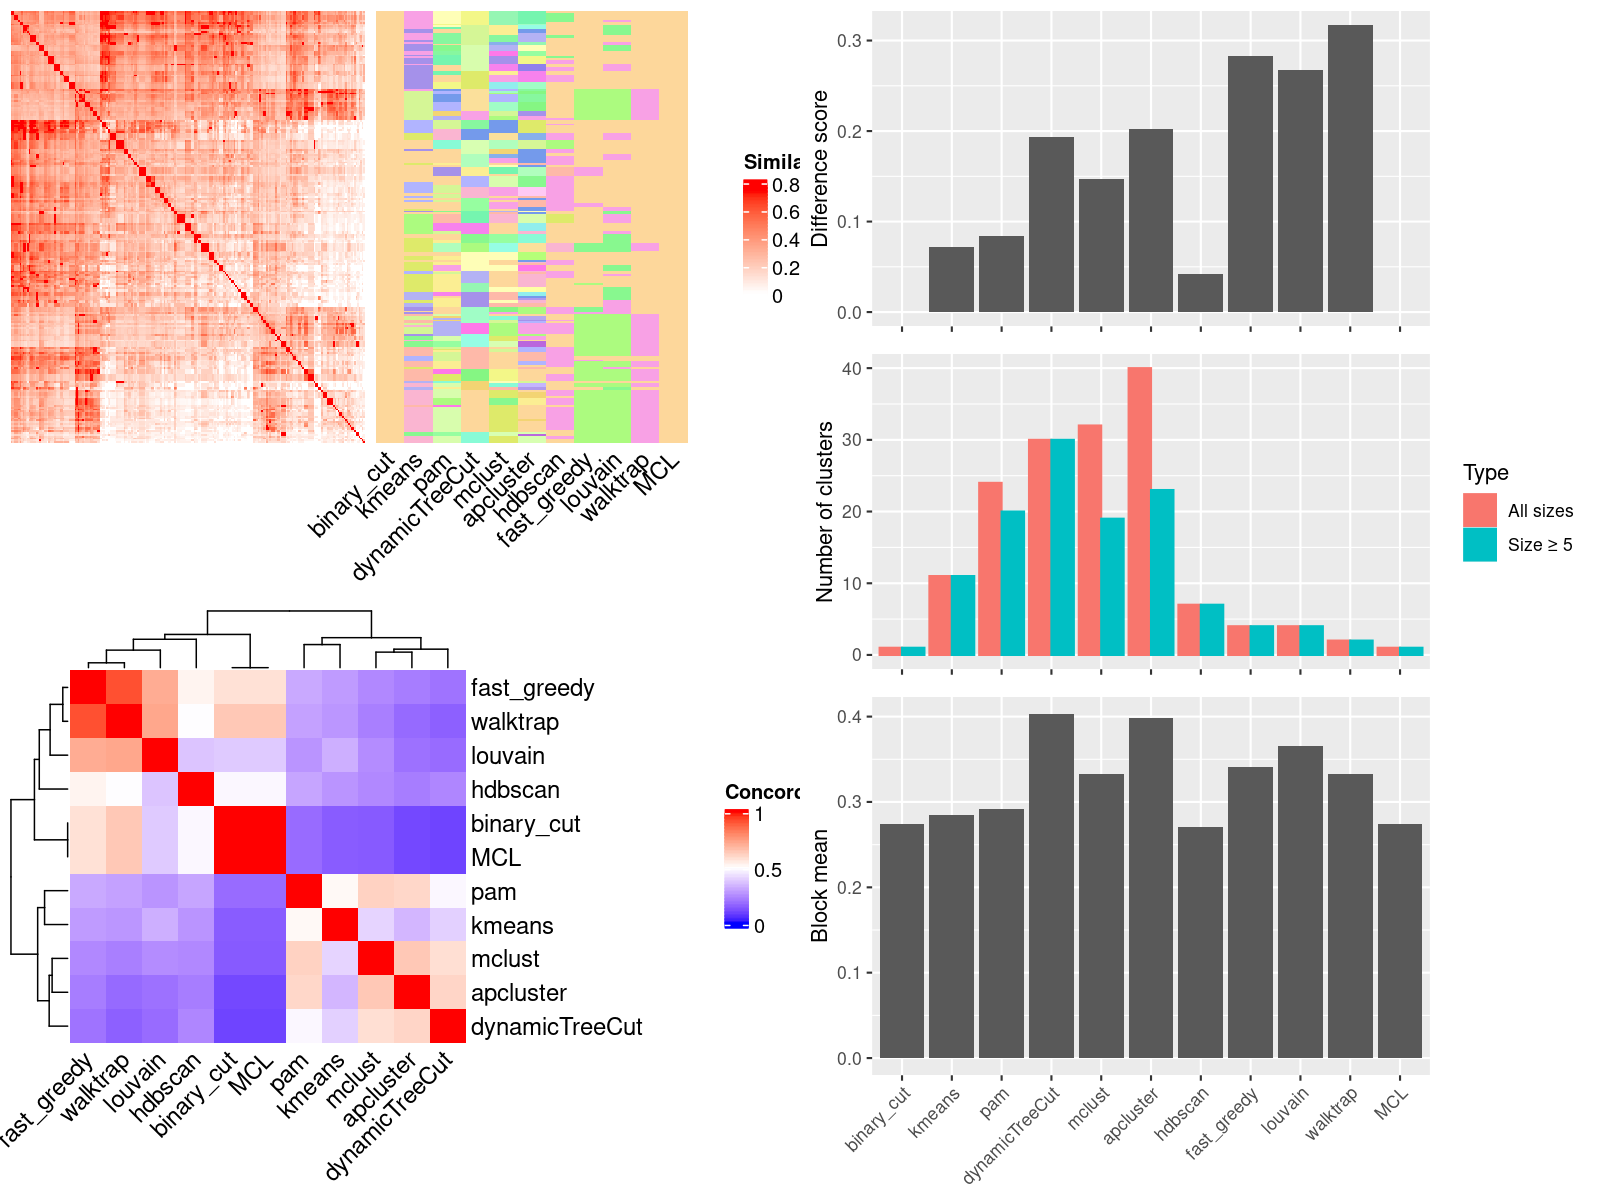 Simila
0.8
0.6
0.4
0.2
0
binary_cut
kmeans
pam
dynamicTreeCut
mclust
apcluster
hdbscan
fast_greedy
louvain
walktrap
MCL
fast_greedy
walktrap
louvain
hdbscan
binary_cut
MCL
pam
kmeans
mclust
apcluster
dynamicTreeCut
fast_greedy
walktrap
louvain
hdbscan
binary_cut
MCL
pam
kmeans
mclust
apcluster
dynamicTreeCut
Concord
1
0.5
0
Difference score
0.3
0.2
0.1
0.0
Number of clusters
40
30
20
10
0
Type
All sizes
Size ≥ 5
Block mean
0.4
0.3
0.2
0.1
0.0
binary_cut
kmeans
pam
dynamicTreeCut
mclust
apcluster
hdbscan
fast_greedy
louvain
walktrap
MCL